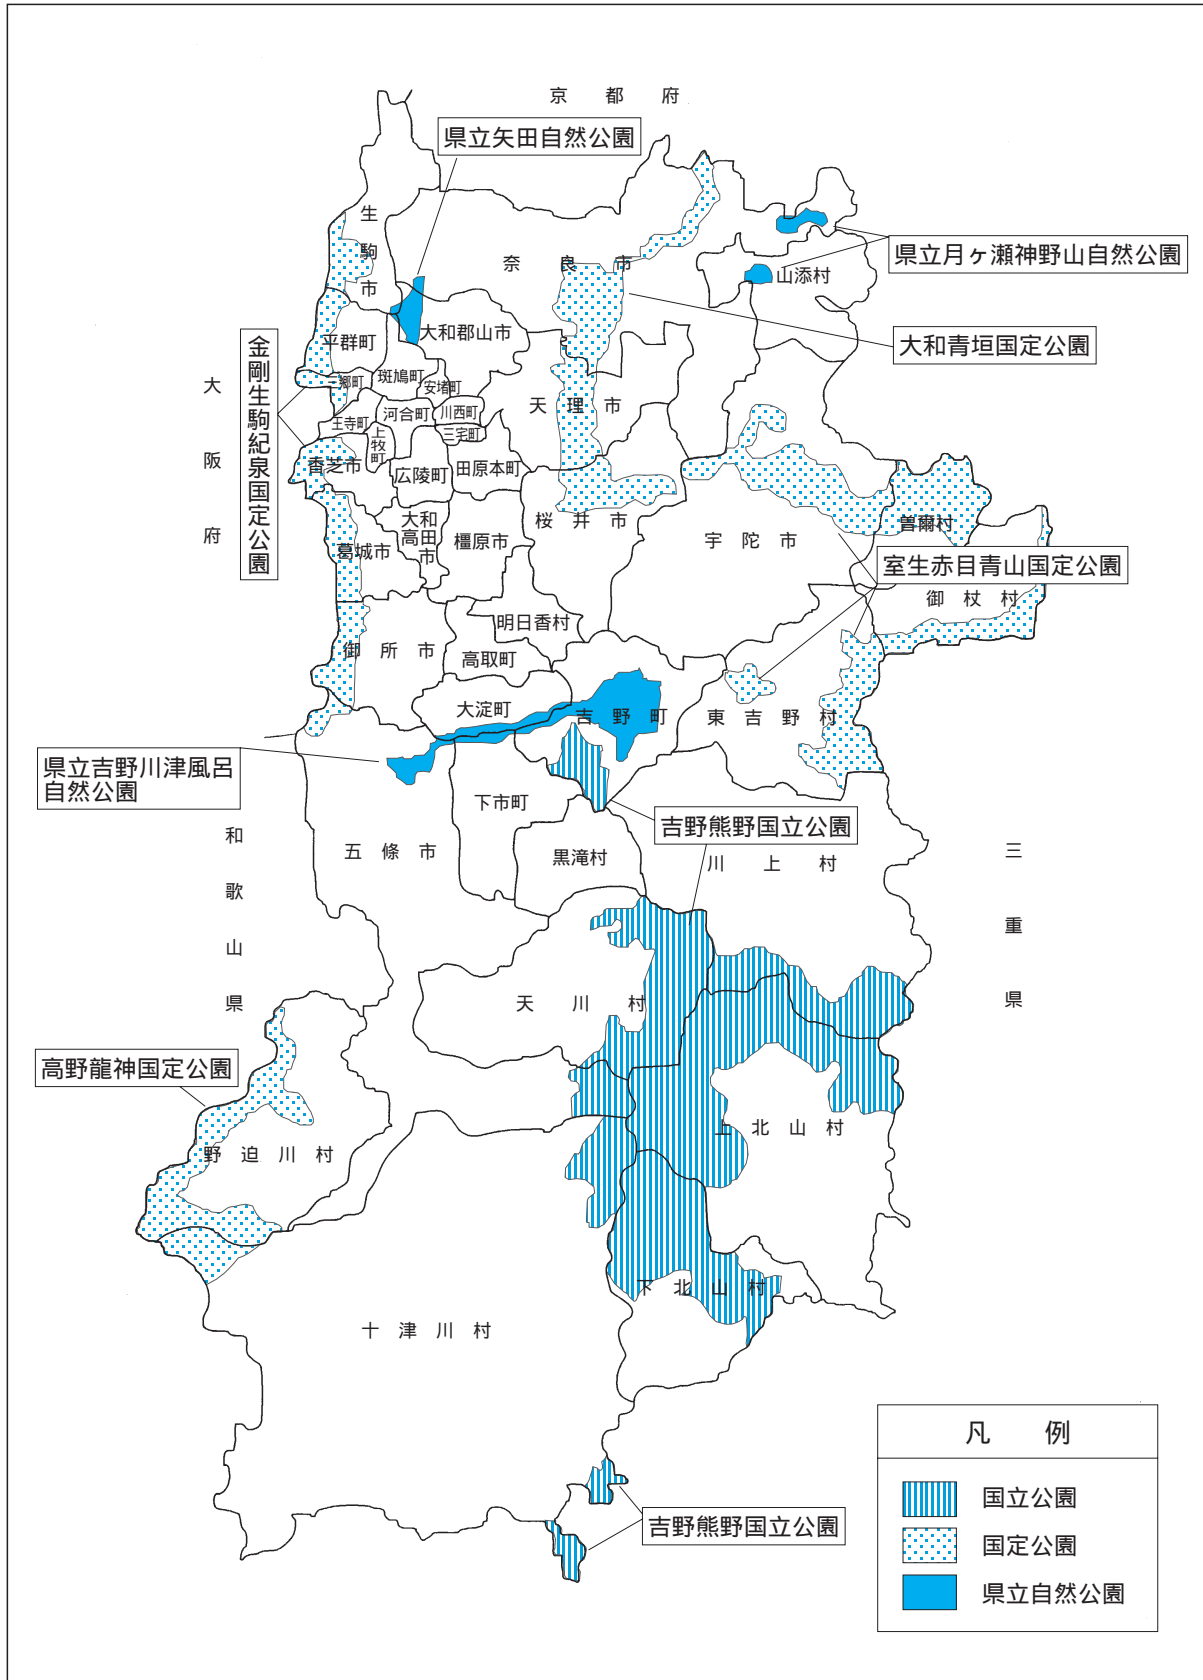 京都府
県立矢田自然公園
生駒市
奈良市
県立月ヶ瀬神野山自然公園
山添村
大和青垣国定公園
大和郡山市
平群町
金剛生駒紀泉国定公園
大阪府
郷町
斑鳩町
安堵町
天理市
王寺町
河合町
川西町
三宅町
上牧町
香芝市
広陵町
田原本町
桜井市
曽爾村
大和
高田
市
橿原市
宇陀市
葛城市
室生赤目青山国定公園
御杖村
明日香村
御所市
高取町
大淀町
吉野町
東吉野村
県立吉野川津風呂
自然公園
下市町
吉野熊野国立公園
和歌山県
五條市
黒滝村
川上村
三重県
天川村
高野龍神国定公園
野迫川村
上北山村
下北山村
十津川村
凡例
国立公園
吉野熊野国立公園
国定公園
県立自然公園